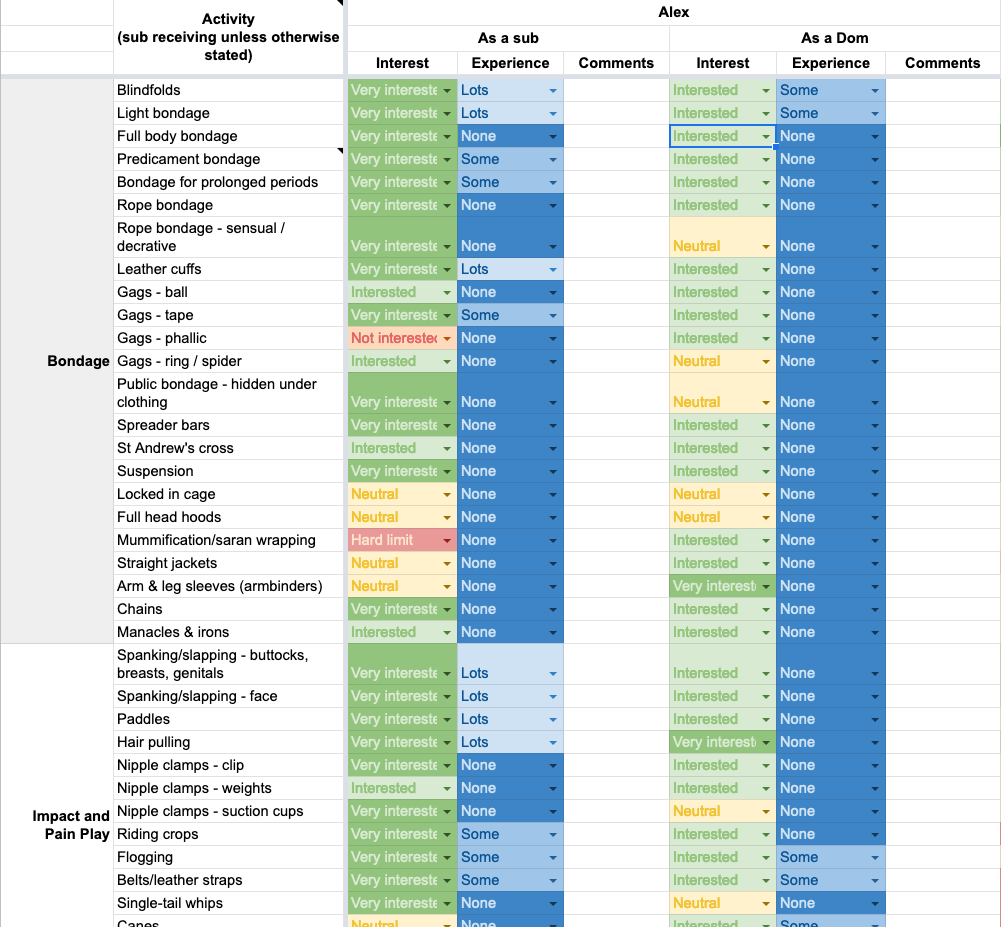 Alex
Activity
(sub receiving unless otherwise
stated)
As a sub As a Dom
Interest Experience Comments Interest Experience Comments
Bondage
Blindfolds Very intereste Lots Interested Some
Light bondage Very intereste Lots Interested Some
Full body bondage Very intereste None Interested None
Predicament bondage Very intereste Some Interested None
Bondage for prolonged periods Very intereste Some Interested None
Rope bondage Very intereste None Interested None
Rope bondage - sensual /
decrative Very intereste None Neutral None
Leather cuffs Very intereste Lots Interested None
Gags - ball Interested None Interested None
Gags - tape Very intereste Some Interested None
Gags - phallic Not interested None Interested None
Gags - ring / spider Interested None Neutral None
Public bondage - hidden under
clothing Very intereste None Neutral None
Spreader bars Very intereste None Interested None
St Andrew's cross Interested None Interested None
Suspension Very intereste None Interested None
Locked in cage Neutral None Neutral None
Full head hoods Neutral None Neutral None
Mummification/saran wrapping Hard limit None Interested None
Straight jackets Neutral None Interested None
Arm & leg sleeves (armbinders) Neutral None Very interest None
Chains Very intereste None Interested None
Manacles & irons Interested None Interested None
Impact and
Pain Play
Spanking/slapping - buttocks,
breasts, genitals Very intereste Lots Interested None
Spanking/slapping - face Very intereste Lots Interested None
Paddles Very intereste Lots Interested None
Hair pulling Very intereste Lots Very interest None
Nipple clamps - clip Very intereste None Interested None
Nipple clamps - weights Interested None Interested None
Nipple clamps - suction cups Very intereste None Neutral None
Riding crops Very intereste Some Interested None
Flogging Very intereste Some Interested Some
Belts/leather straps Very intereste Some Interested Some
Single-tail whips Very intereste None Neutral None
Canes Neutral None Interested Some